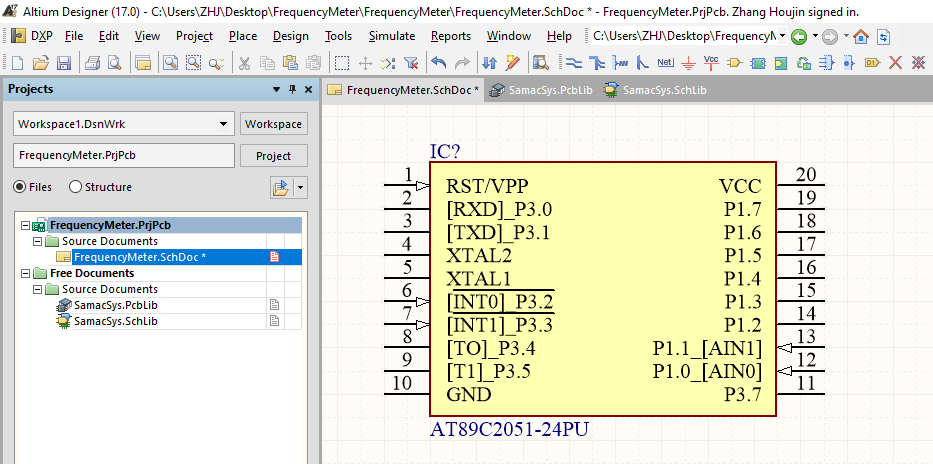 Altium Designer (17.0) - C:\Users\ZHJ\Desktop\FrequencyMeter\FrequencyMeter\FrequencyMeter.SchDoc * - FrequencyMeter.PrjPcb. Zhang Houjin signed in.
DXP File Edit View Project Place Design Tools Simulate Reports Window Help C:\Users\ZHJ\Desktop\Frequency
Net Vcc D1
Projects
FrequencyMeter.SchDoc * SamacSys.PcbLib SamacSys.SchLib
Workspace1.DsnWrk Workspace
FrequencyMeter.PrjPcb Project
Files Structure
FrequencyMeter.PrjPcb
Source Documents
FrequencyMeter.SchDoc *
Free Documents
Source Documents
SamacSys.PcbLib
SamacSys.SchLib
IC?
1 RST/VPP VCC 20
2 [RXD]_P3.0 P1.7 19
3 [TXD]_P3.1 P1.6 18
4 XTAL2 P1.5 17
5 XTAL1 P1.4 16
6 [INT0]_P3.2 P1.3 15
7 [INT1]_P3.3 P1.2 14
8 [TO]_P3.4 P1.1_[AIN1] 13
9 [T1]_P3.5 P1.0_[AIN0] 12
10 GND P3.7 11
AT89C2051-24PU